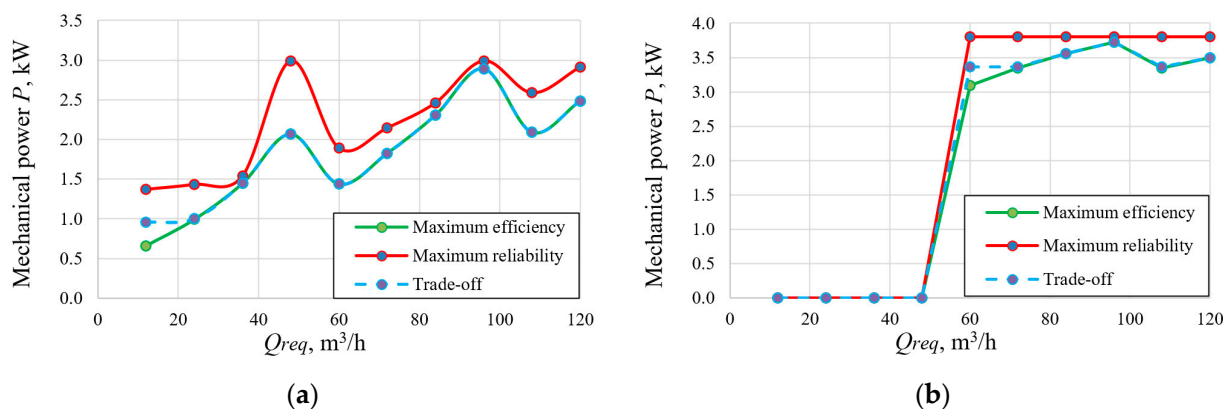 3.5
3.0
2.5
2.0
1.5
1.0
0.5
0.0
Mechanical power P, kW
0 20 40 60 80 100 120
Qreq, m³/h
Maximum efficiency
Maximum reliability
Trade-off
(a)
4.0
3.5
3.0
2.5
2.0
1.5
1.0
0.5
0.0
Mechanical power P, kW
0 20 40 60 80 100 120
Qreq, m³/h
Maximum efficiency
Maximum reliability
Trade-off
(b)